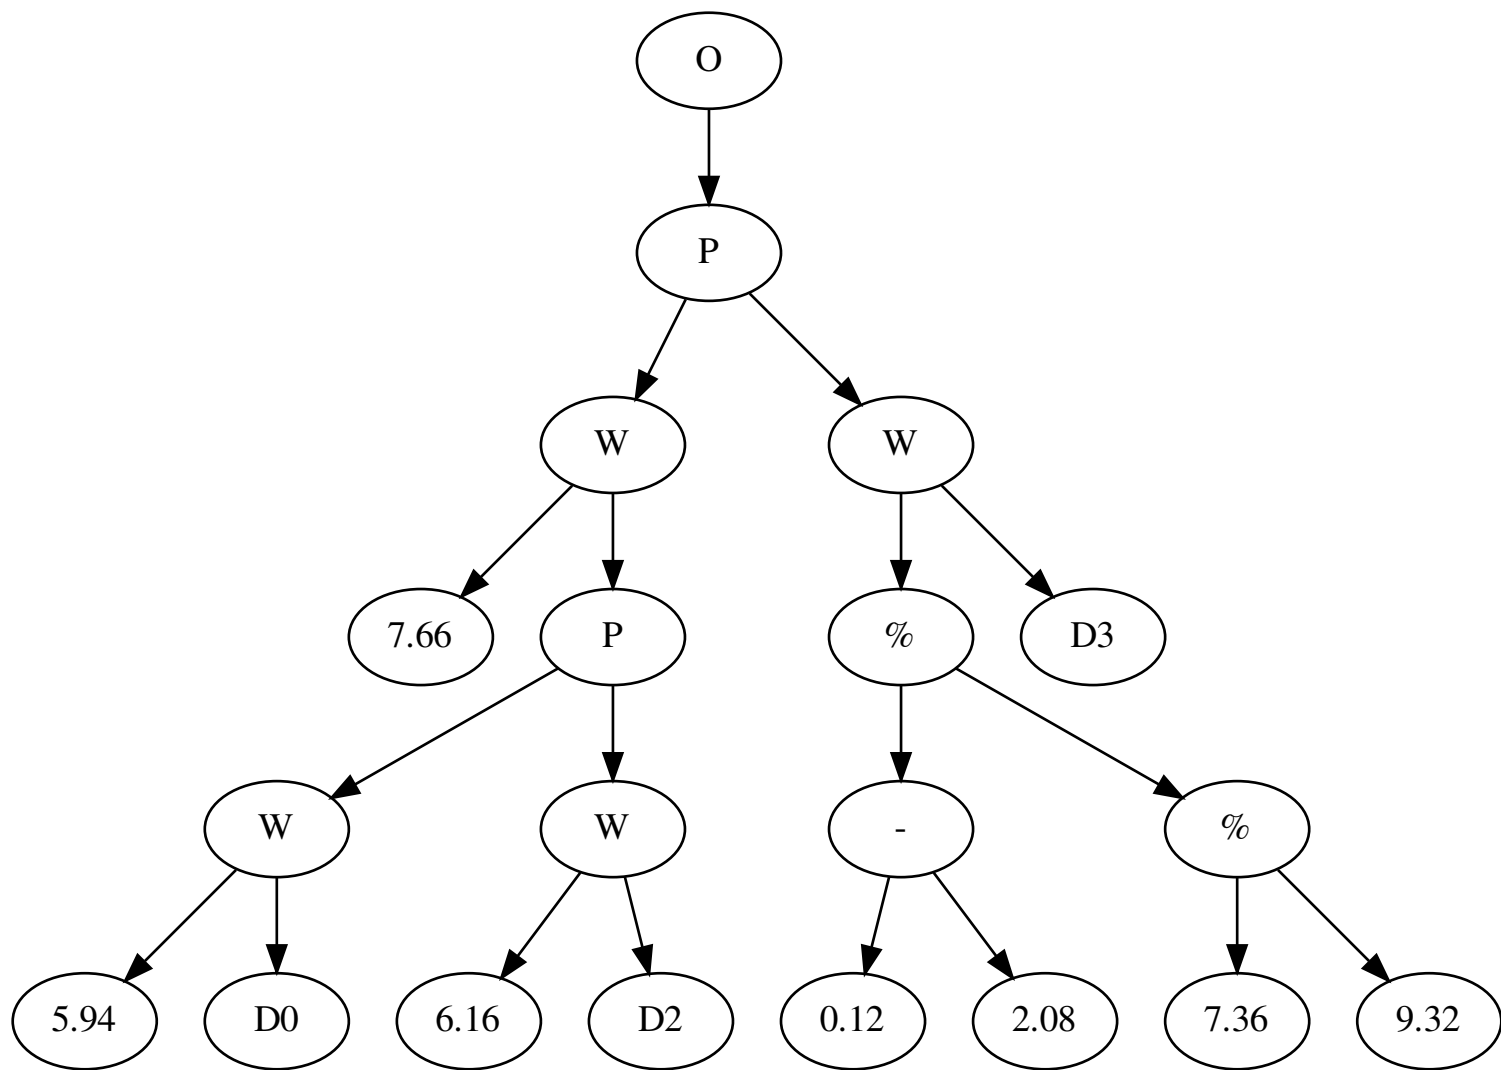 O
P
W W
7.66 P % D3
W W - %
5.94 D0 6.16 D2 0.12 2.08 7.36 9.32